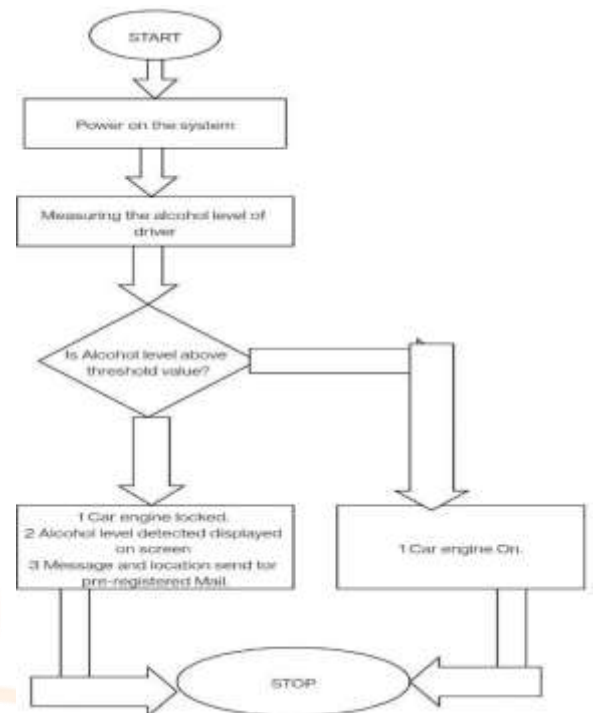 START
Power on the system
Measuring the alcohol level of
driver
Is Alcohol level above
threshold value?
1 Car engine locked.
2 Alcohol level detected displayed
on screen
3 Message and location send for
pre-registered Mail.
1 Car engine On.
STOP